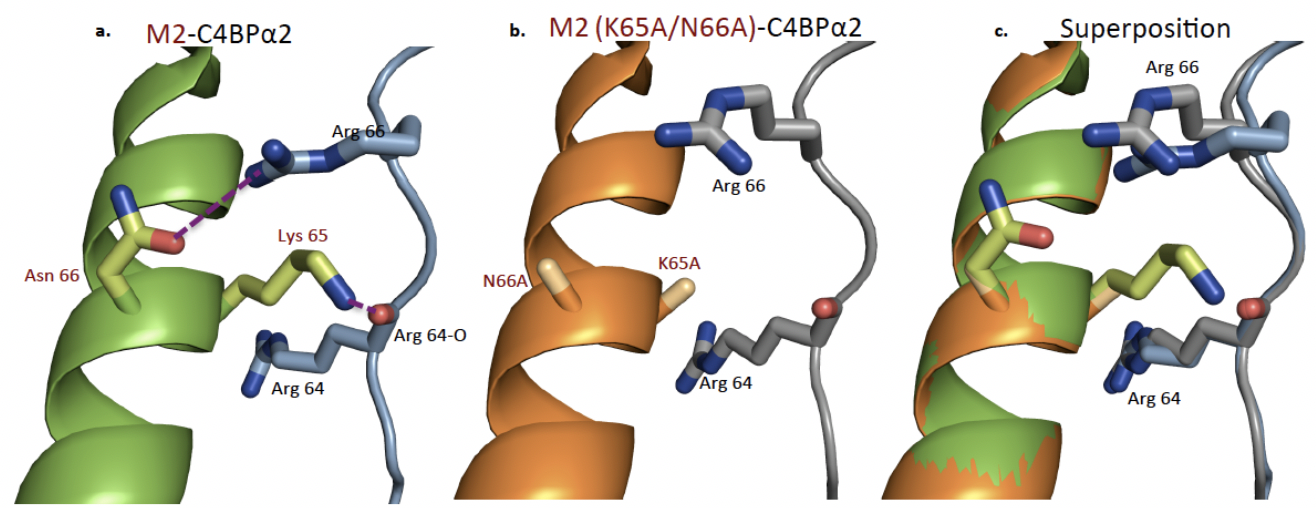 a. M2-C4BPα2
Arg 66
Lys 65
Asn 66
Arg 64-O
Arg 64
b. M2 (K65A/N66A)-C4BPα2
Arg 66
K65A
N66A
Arg 64
c. Superposition
Arg 66
Arg 64